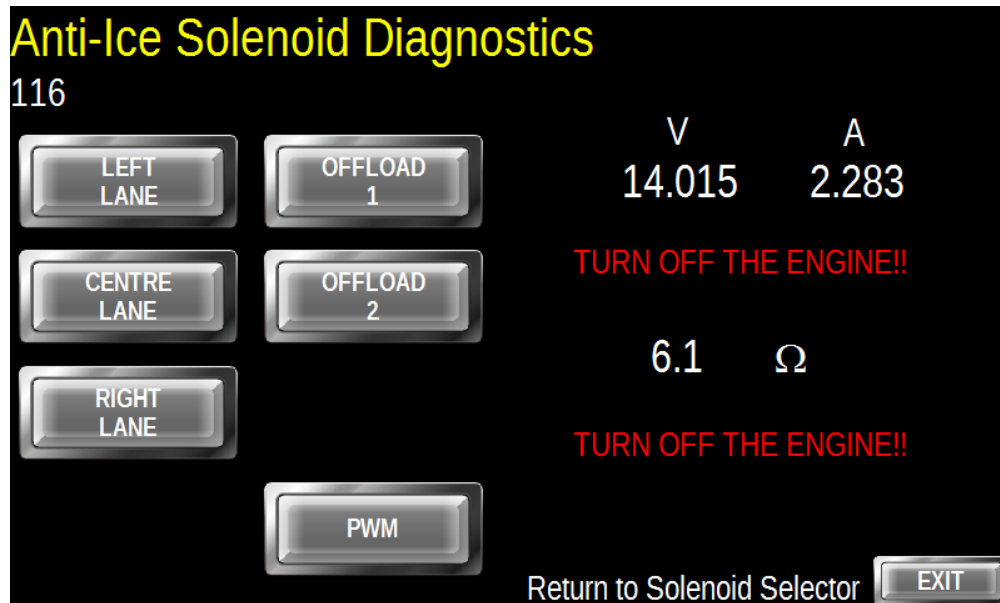 Anti-Ice Solenoid Diagnostics
116
LEFT
LANE
OFFLOAD
1
CENTRE
LANE
OFFLOAD
2
RIGHT
LANE
PWM
V A
14.015 2.283
TURN OFF THE ENGINE!!
6.1 Ω
TURN OFF THE ENGINE!!
Return to Solenoid Selector EXIT